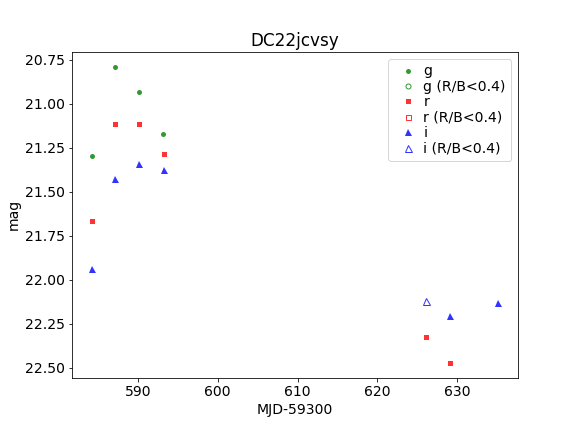 DC22jcvsy
20.75
21.00
21.25
21.50
21.75
22.00
22.25
22.50
mag
g
g (R/B<0.4)
r
r (R/B<0.4)
i
i (R/B<0.4)
590
600
610
620
630
MJD-59300